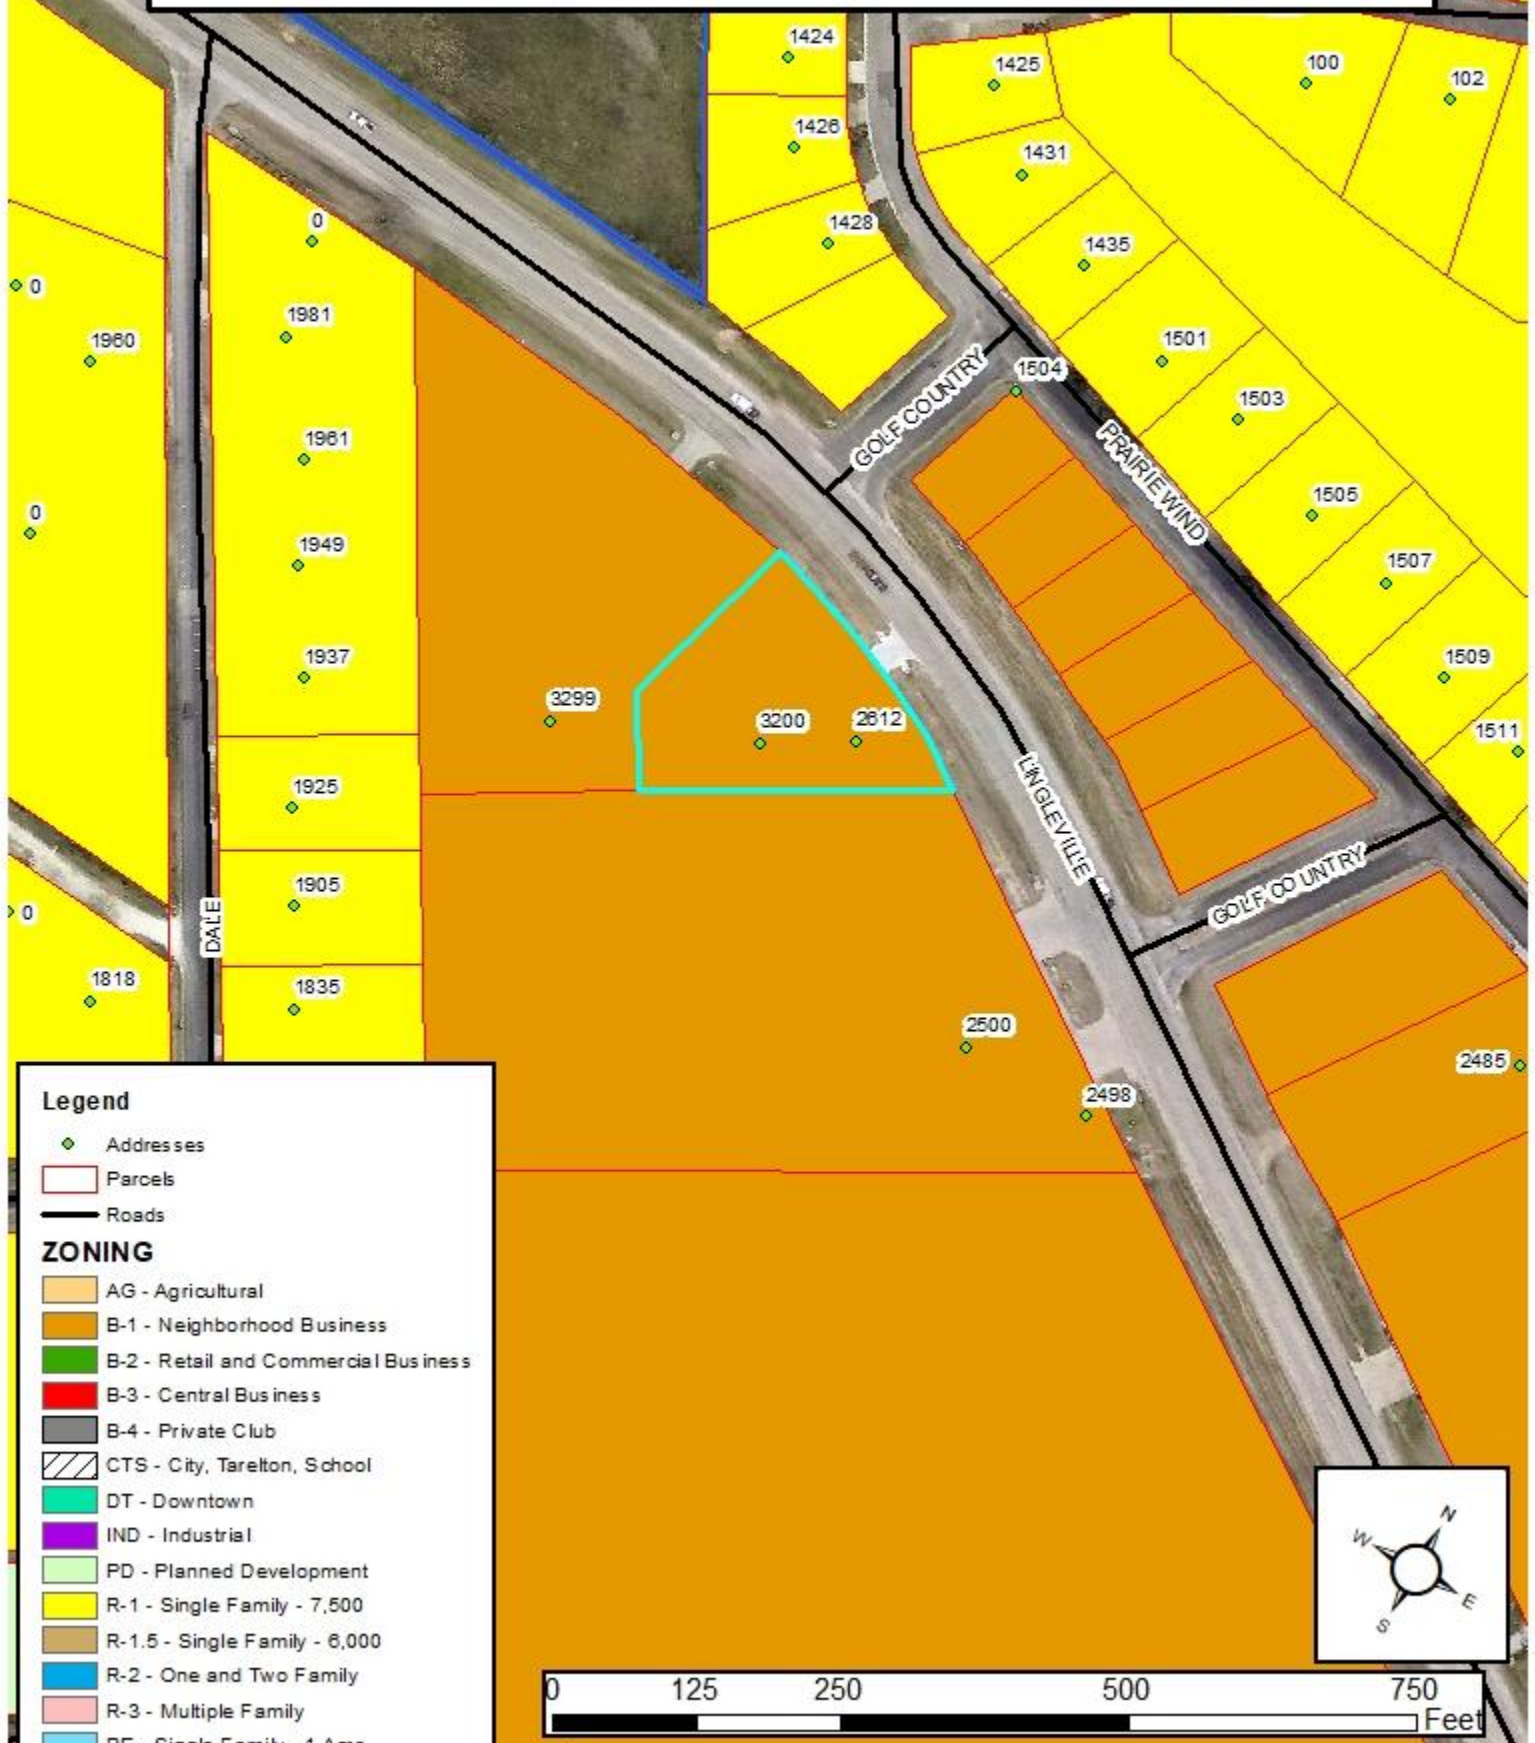 1424
1425
100
102
1426
1431
0
1428
1435
0
1981
1960
1501
1504
GOLF COUNTRY
1503
1961
PRAIRIE WIND
0
1949
1505
1507
1937
1509
3299
3200
2612
1511
1925
LINGLEVILLE
1905
GOLF COUNTRY
0
DALE
1818
1835
2500
2485
2498
Legend
Addresses
Parcels
Roads
ZONING
AG - Agricultural
B-1 - Neighborhood Business
B-2 - Retail and Commercial Business
B-3 - Central Business
B-4 - Private Club
CTS - City, Tarelton, School
DT - Downtown
IND - Industrial
PD - Planned Development
R-1 - Single Family - 7,500
R-1.5 - Single Family - 6,000
R-2 - One and Two Family
R-3 - Multiple Family
N
W
E
S
0 125 250 500 750
Feet